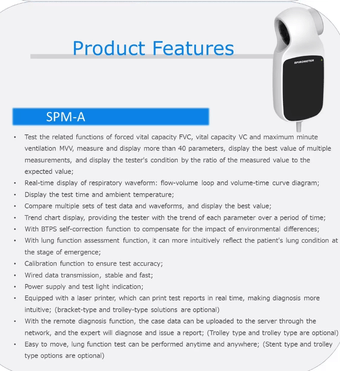 Product Features
SPIROMETER
SPM-A
• Test the related functions of forced vital capacity FVC, vital capacity VC and maximum minute
ventilation MVV, measure and display more than 40 parameters, display the best value of multiple
measurements, and display the tester's condition by the ratio of the measured value to the
expected value;
• Real-time display of respiratory waveform: flow-volume loop and volume-time curve diagram;
• Display the test time and ambient temperature;
• Compare multiple sets of test data and waveforms, and display the best value;
• Trend chart display, providing the tester with the trend of each parameter over a period of time;
• With BTPS self-correction function to compensate for the impact of environmental differences;
• With lung function assessment function, it can more intuitively reflect the patient's lung condition at
the stage of emergence;
• Calibration function to ensure test accuracy;
• Wired data transmission, stable and fast;
• Power supply and test light indication;
• Equipped with a laser printer, which can print test reports in real time, making diagnosis more
intuitive; (bracket-type and trolley-type solutions are optional)
• With the remote diagnosis function, the case data can be uploaded to the server through the
network, and the expert will diagnose and issue a report; (Trolley type and trolley type are optional)
• Easy to move, lung function test can be performed anytime and anywhere; (Stent type and trolley
type options are optional)